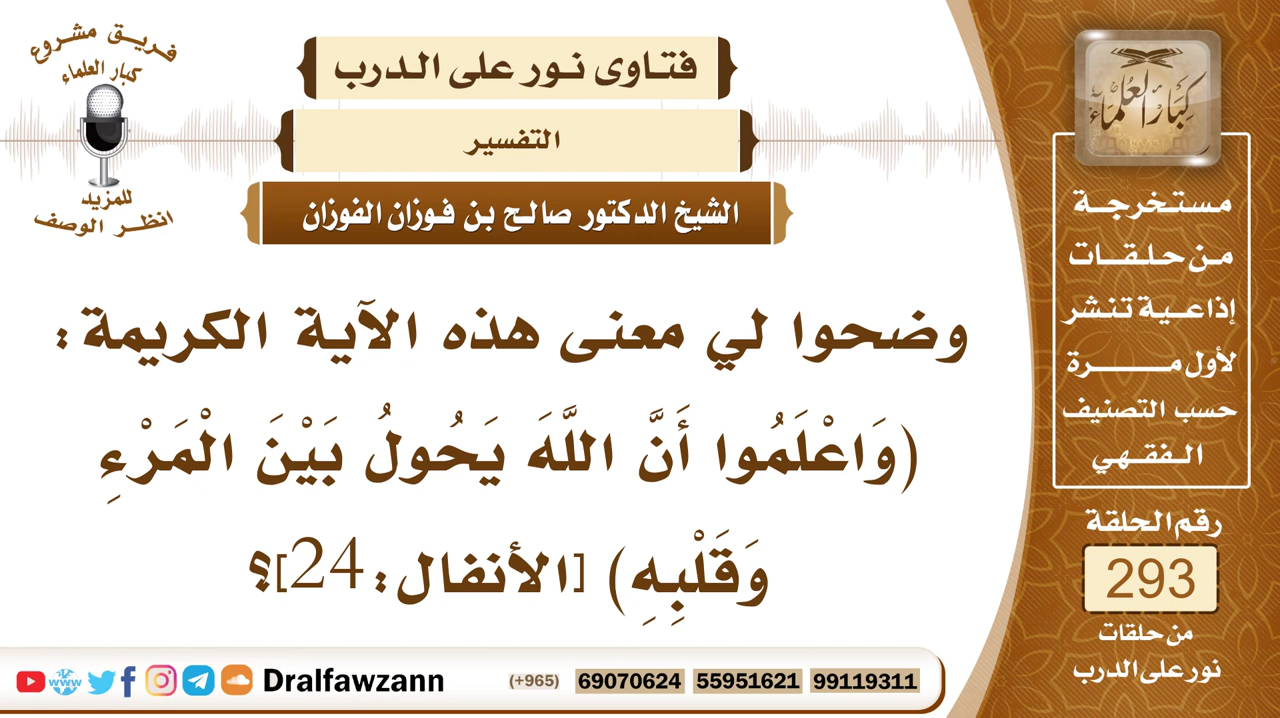 فريق مشروع
كبار العلماء
للمزيد
انظر الوصف
فتاوى نور على الدرب
التفسير
الشيخ الدكتور صالح بن فوزان الفوزان
وضحوا لي معنى هذه الآية الكريمة:
(وَاعْلَمُوا أَنَّ اللَّهَ يَحُولُ بَيْنَ الْمَرْءِ
وَقَلْبِهِ) [الأنفال: 24]؟
كبار العلماء
مستخرجة
من حلقات
إذاعية تنشر
لأول مرة
حسب التصنيف
الفقهي
رقم الحلقة
293
من حلقات
نور على الدرب
www Dralfawzann (+965) 69070624 55951621 99119311